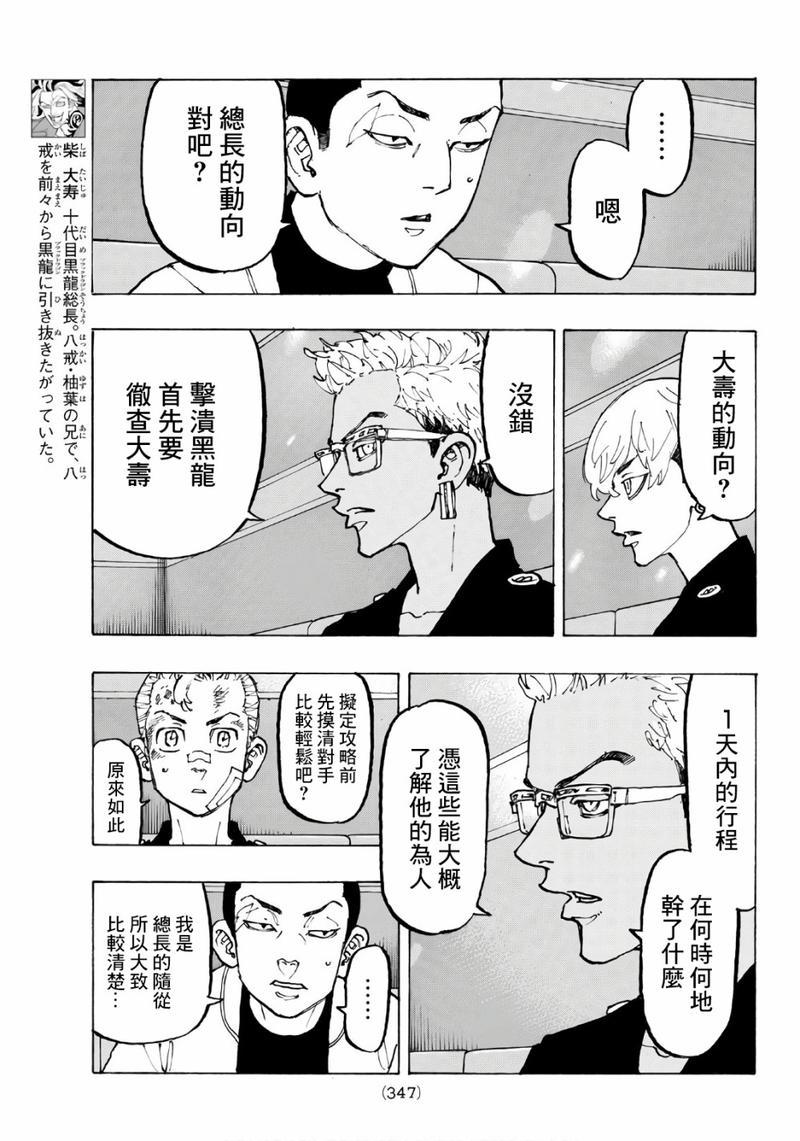 ……
嗯
總長的動向
對吧？
大壽的動向？
沒錯
擊潰黑龍
首先要
徹查大壽
1天內的行程
在何時何地
幹了什麼
憑這些能大概
了解他的為人
擬定攻略前
先摸清對手
比較輕鬆吧？
原來如此
……
我是
總長的隨從
所以大致
比較清楚…
柴 大寿 十代目黒龍総長。八戒・柚葉の兄で、八
戒を前々から黒龍に引き抜きたがっていた。
(347)